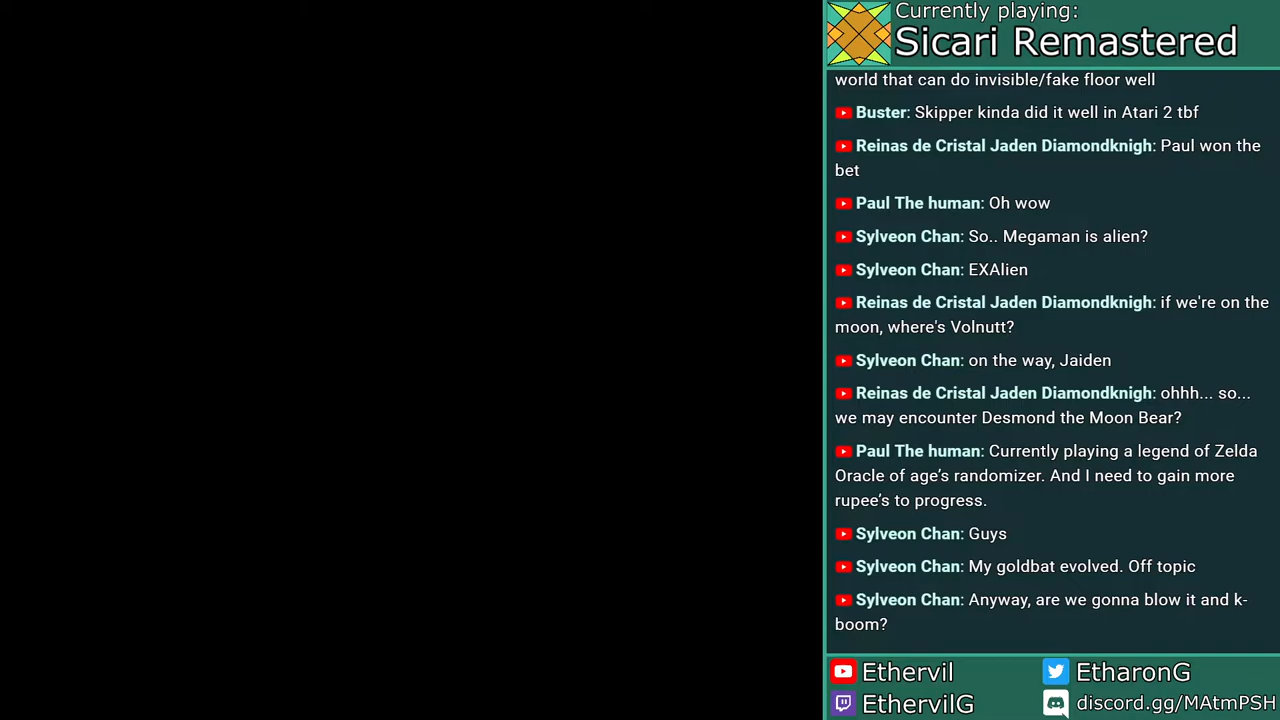 Currently playing:
Sicari Remastered
world that can do invisible/fake floor well
Buster: Skipper kinda did it well in Atari 2 tbf
Reinas de Cristal Jaden Diamondknigh: Paul won the
bet
Paul The human: Oh wow
Sylveon Chan: So.. Megaman is alien?
Sylveon Chan: EXAlien
Reinas de Cristal Jaden Diamondknigh: if we're on the
moon, where's Volnutt?
Sylveon Chan: on the way, Jaiden
Reinas de Cristal Jaden Diamondknigh: ohhh... so...
we may encounter Desmond the Moon Bear?
Paul The human: Currently playing a legend of Zelda
Oracle of age’s randomizer. And I need to gain more
rupee’s to progress.
Sylveon Chan: Guys
Sylveon Chan: My goldbat evolved. Off topic
Sylveon Chan: Anyway, are we gonna blow it and k-
boom?
Ethervil
EtharonG
EthervilG
discord.gg/MAtmPSH